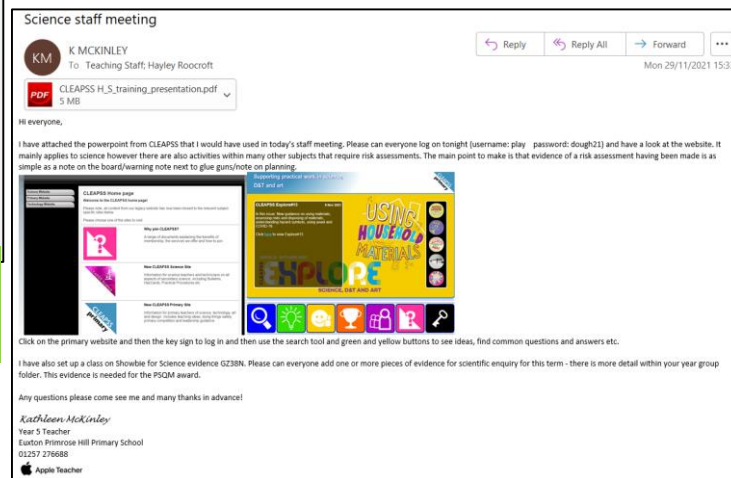 Science staff meeting
KM
K MCKINLEY
To Teaching Staff; Hayley Roocroft
Reply
Reply All
Forward
Mon 29/11/2021 15:3
PDF
CLEAPSS H_S_training_presentation.pdf
5 MB
Hi everyone,
I have attached the powerpoint from CLEAPSS that I would have used in today's staff meeting. Please can everyone log on tonight (username: play password: dough21) and have a look at the website. It
mainly applies to science however there are also activities within many other subjects that require risk assessments. The main point to make is that evidence of a risk assessment having been made is as
simple as a note on the board/warning note next to glue guns/note on planning.
CLEAPSS Home page
Welcome to the CLEAPSS home page!
Why join CLEAPSS?
New CLEAPSS Science Site
New CLEAPSS Primary Site
primary
Supporting practical work in science
D&T and art
primary
USING
HOUSEHOLD
MATERIALS
EXPLORE
SCIENCE, D&T AND ART
Click on the primary website and then the key sign to log in and then use the search tool and green and yellow buttons to see ideas, find common questions and answers etc.
I have also set up a class on Showbie for Science evidence GZ38N. Please can everyone add one or more pieces of evidence for scientific enquiry for this term - there is more detail within your year group
folder. This evidence is needed for the PSQM award.
Any questions please come see me and many thanks in advance!
Kathleen McKinley
Year 5 Teacher
Euxton Primrose Hill Primary School
01257 276688
Apple Teacher